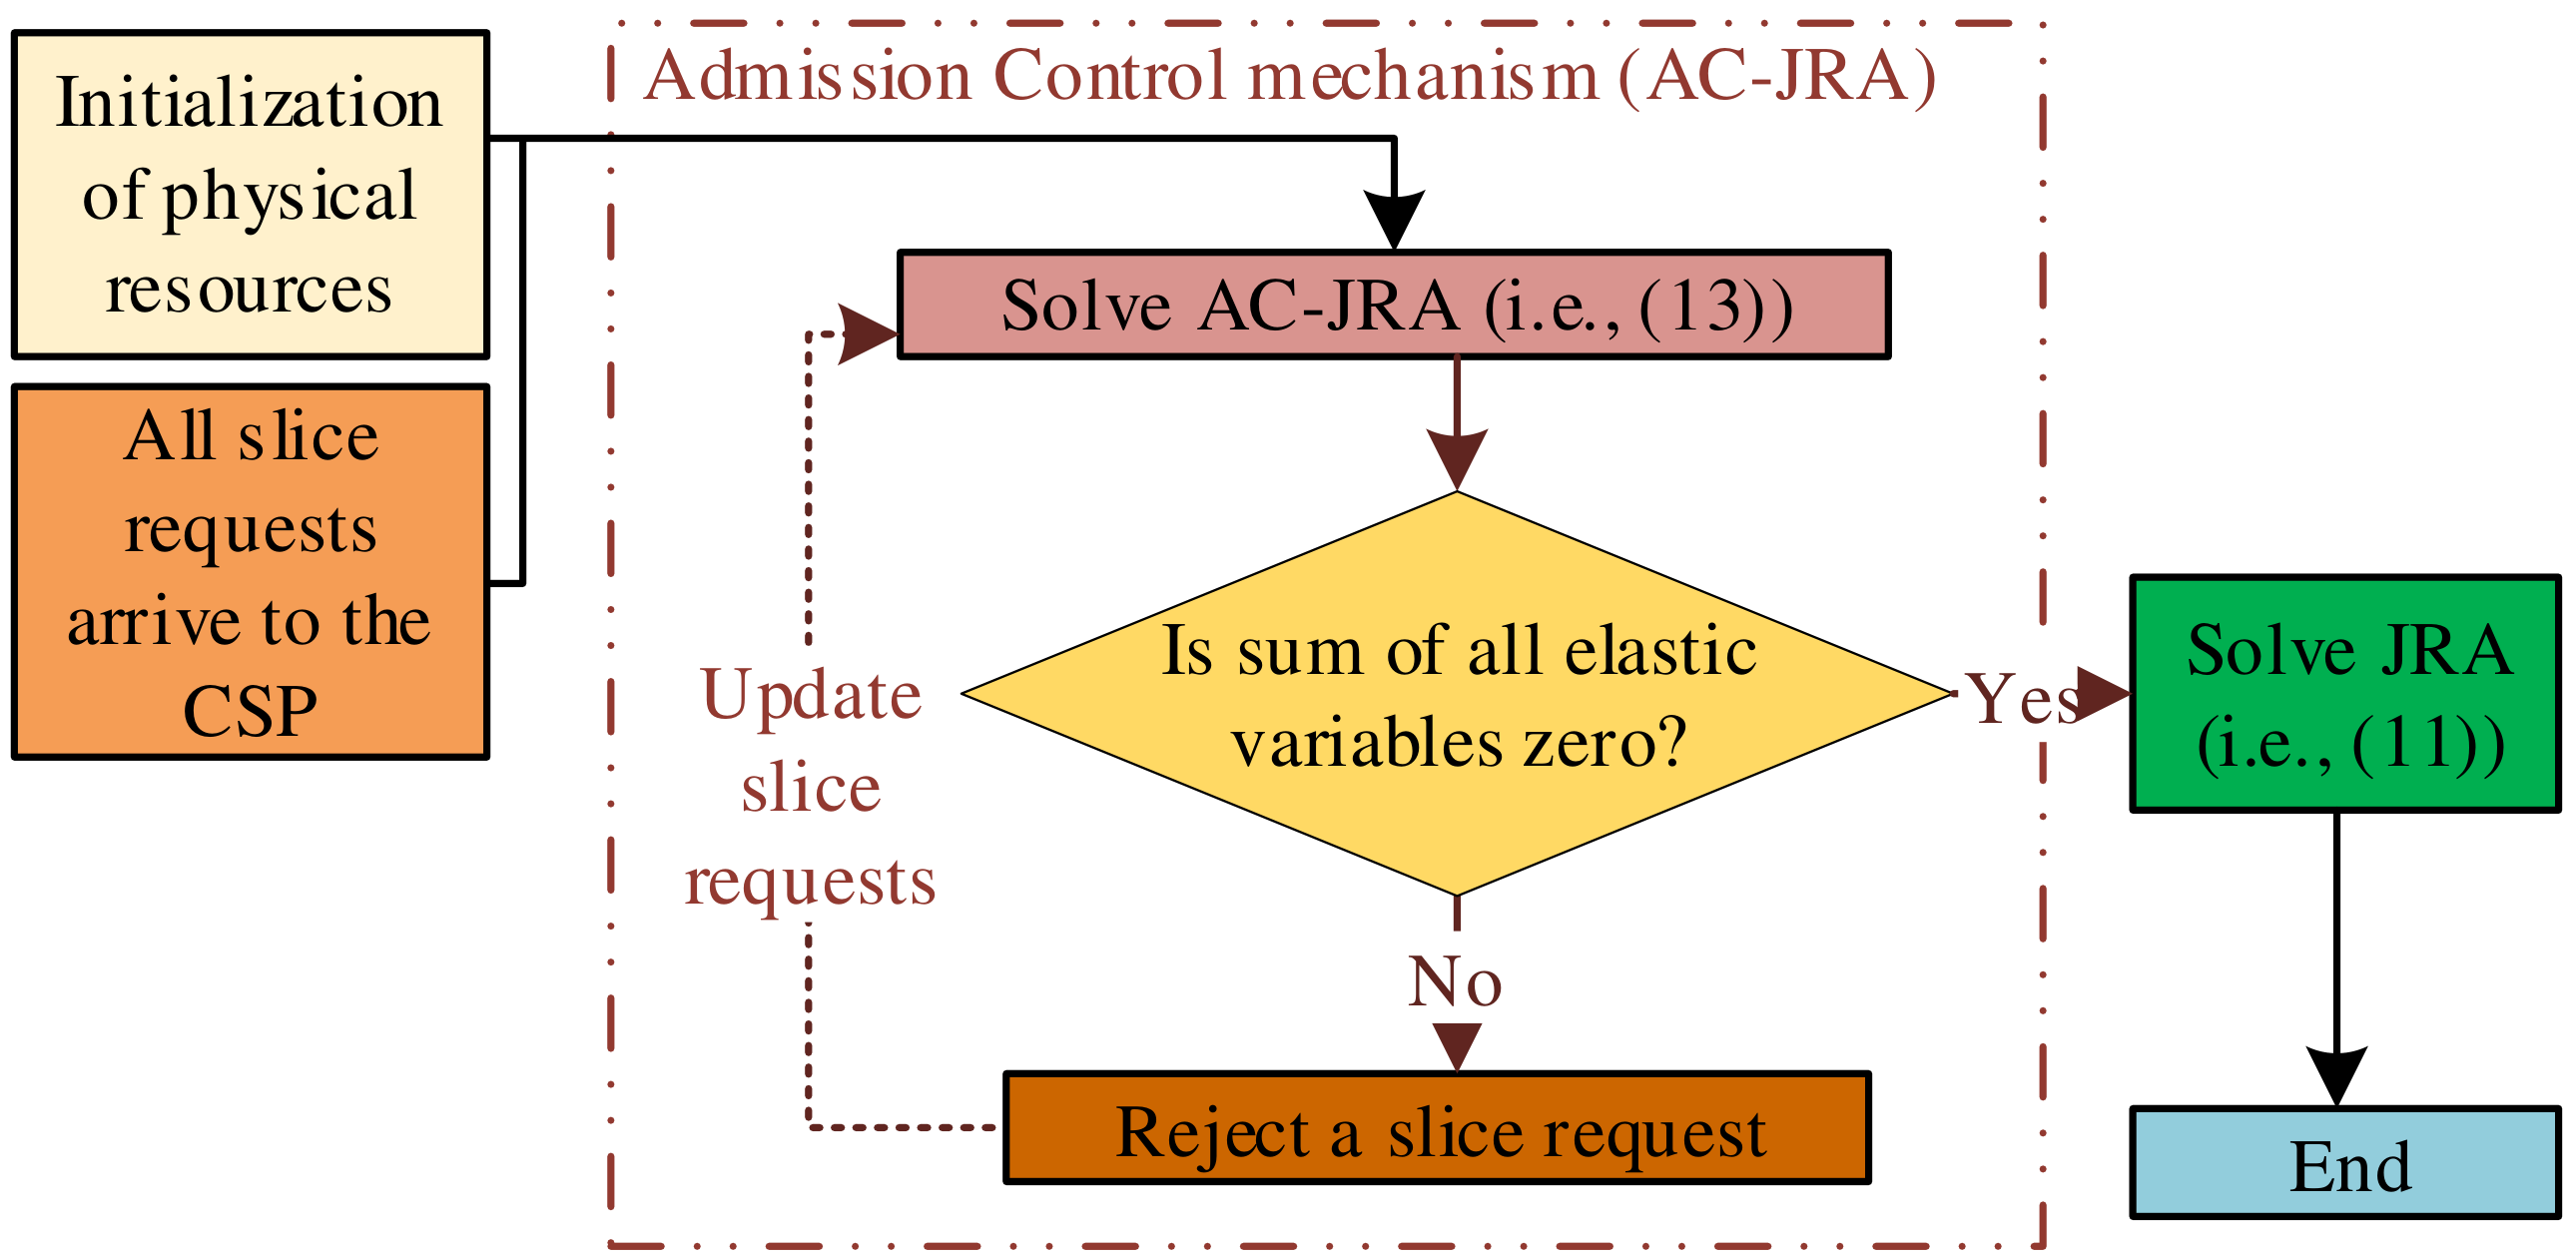 Initialization
of physical
resources
All slice
requests
arrive to the
CSP
Admission Control mechanism (AC-JRA)
Solve AC-JRA (i.e., (13))
Is sum of all elastic
variables zero?
Yes
No
Update
slice
requests
Reject a slice request
Solve JRA
(i.e., (11))
End